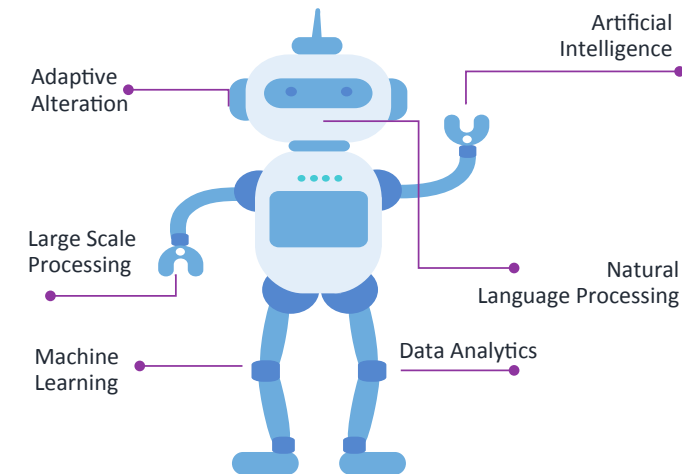 Artificial
Intelligence
Adaptive
Alteration
Large Scale
Processing
Natural
Language Processing
Machine
Learning
Data Analytics